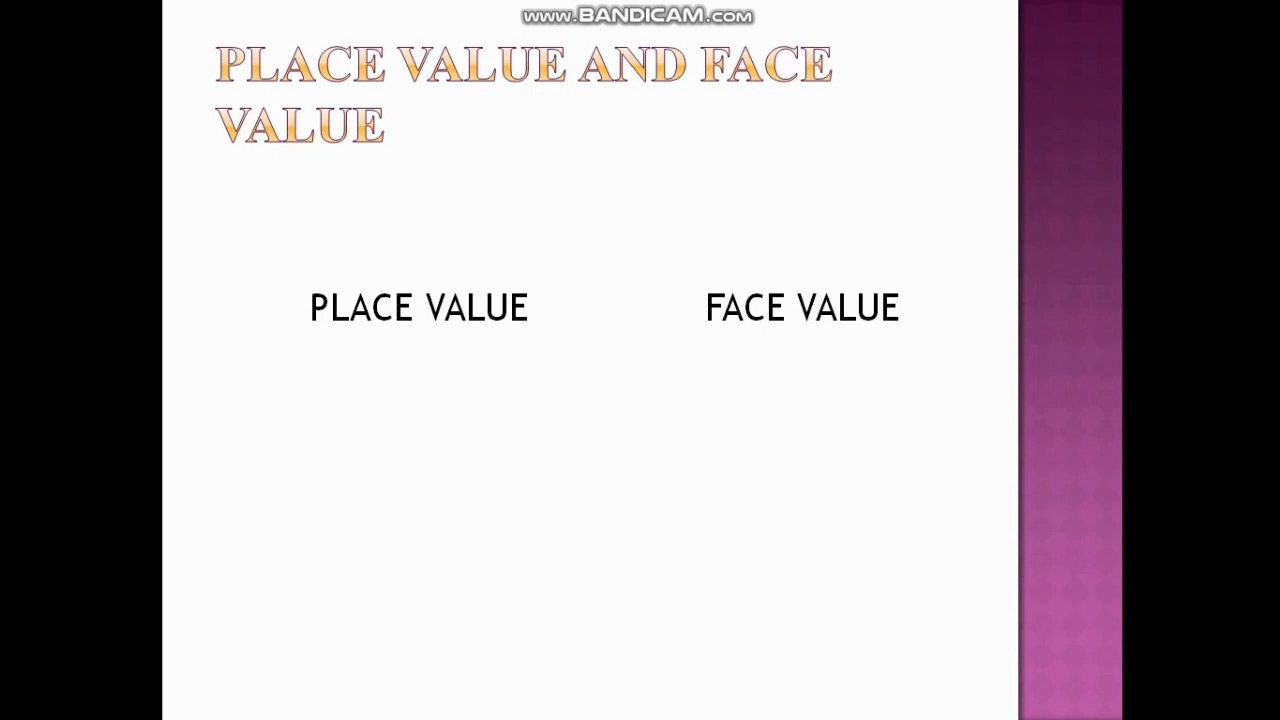 www.BANDICAM.com
PLACE VALUE AND FACE
VALUE
PLACE VALUE
FACE VALUE